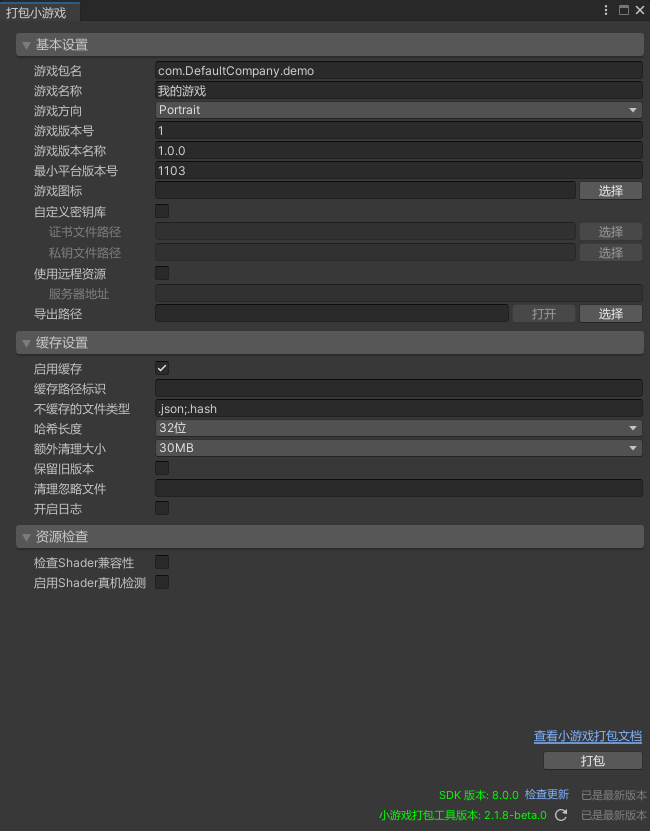 打包小游戏
基本设置
游戏包名 com.DefaultCompany.demo
游戏名称 我的游戏
游戏方向 Portrait
游戏版本号 1
游戏版本名称 1.0.0
最小平台版本号 1103
游戏图标 选择
自定义密钥库
证书文件路径 选择
私钥文件路径 选择
使用远程资源
服务器地址
导出路径 打开 选择
缓存设置
启用缓存
缓存路径标识
不缓存的文件类型 .json;.hash
哈希长度 32位
额外清理大小 30MB
保留旧版本
清理忽略文件
开启日志
资源检查
检查Shader兼容性
启用Shader真机检测
查看小游戏打包文档
打包
SDK 版本: 8.0.0 检查更新 已是最新版本
小游戏打包工具版本: 2.1.8-beta.0 已是最新版本